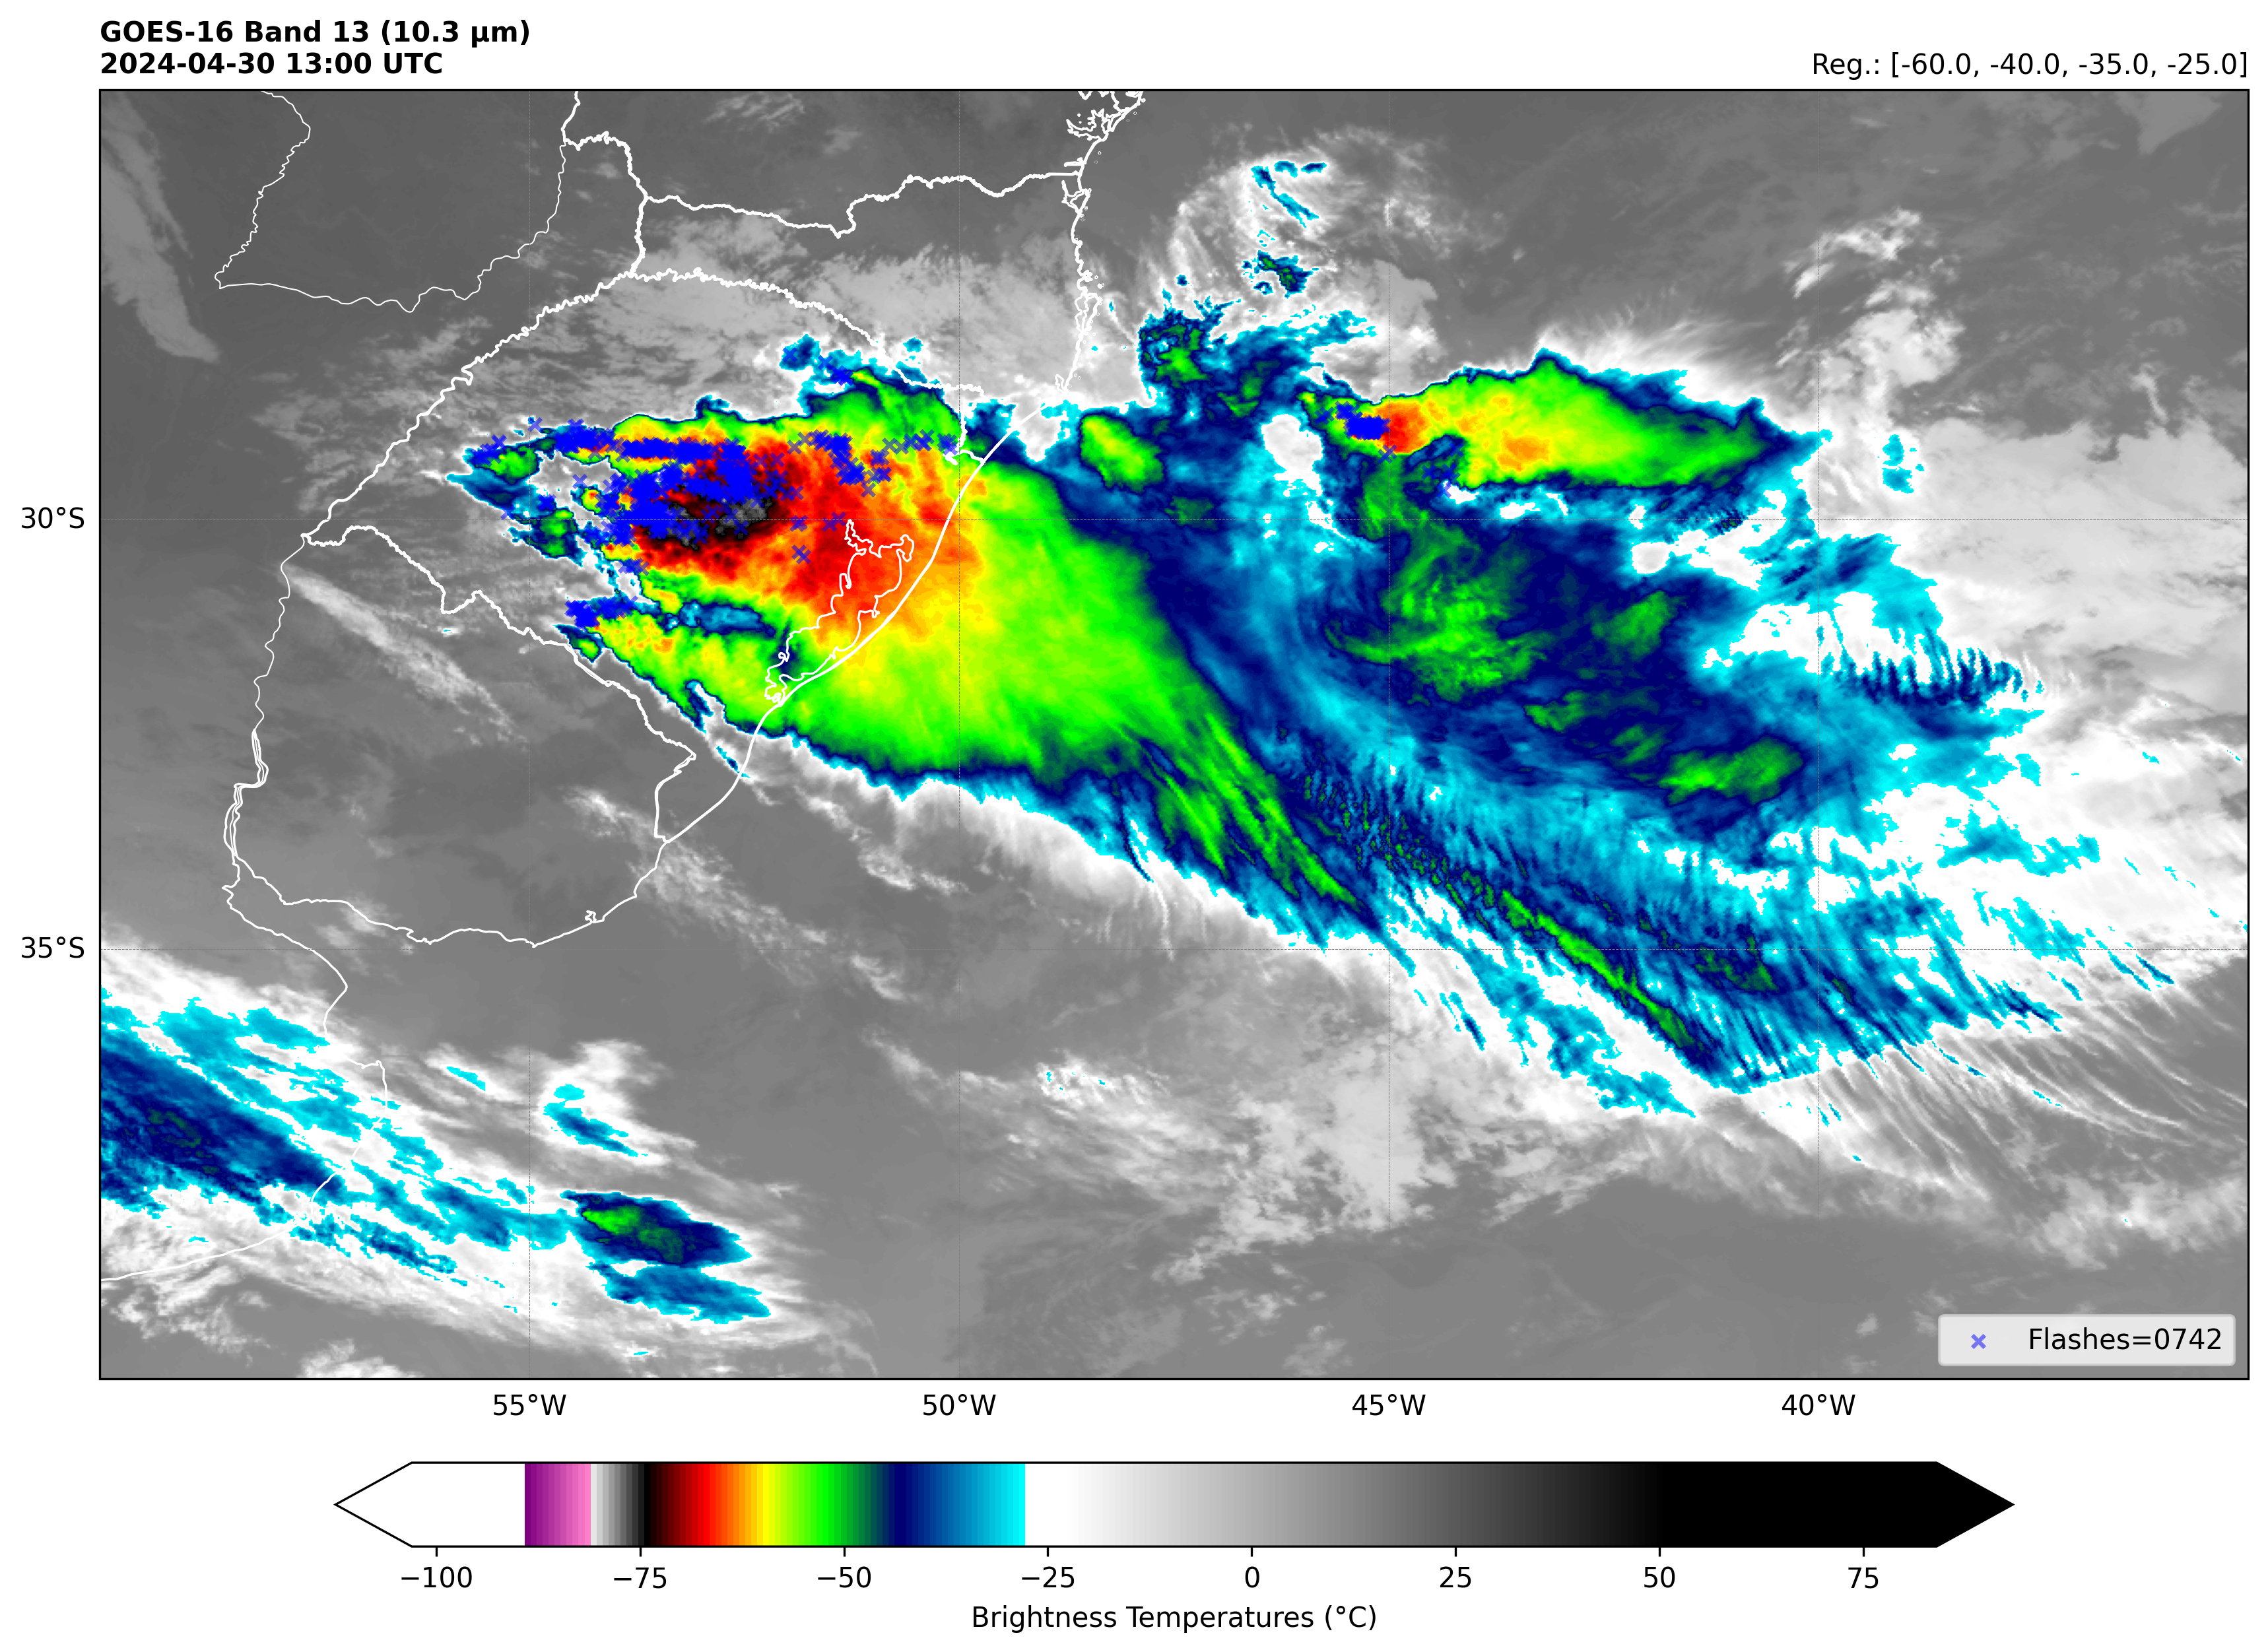 GOES-16 Band 13 (10.3 µm)
2024-04-30 13:00 UTC
Reg.: [-60.0, -40.0, -35.0, -25.0]
30°S
35°S
Flashes=0742
55°W 50°W 45°W 40°W
−100 −75 −50 −25 0 25 50 75
Brightness Temperatures (°C)